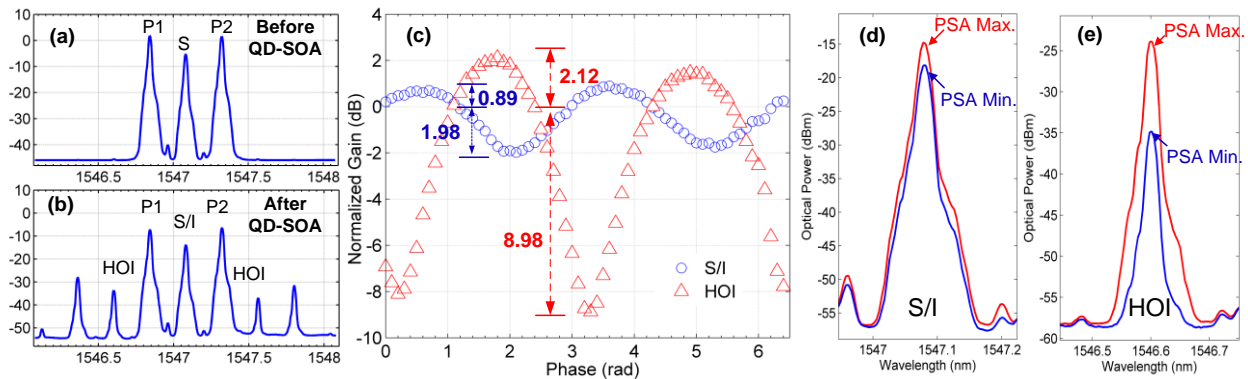 (a)
P1
S
P2
Before
QD-SOA
10
0
-10
-20
-30
-40
1546.5
1547
1547.5
1548
(b)
P1
S/I
P2
After
QD-SOA
HOI
HOI
10
0
-10
-20
-30
-40
-50
1546.5
1547
1547.5
1548
(c)
Normalized Gain (dB)
4
2
0
-2
-4
-6
-8
-10
0.89
1.98
2.12
8.98
S/I
HOI
0
1
2
3
4
5
6
Phase (rad)
(d)
PSA Max.
PSA Min.
Optical Power (dBm)
-15
-20
-25
-30
-35
-40
-45
-50
-55
S/I
1547
1547.1
1547.2
Wavelength (nm)
(e)
PSA Max.
PSA Min.
Optical Power (dBm)
-20
-25
-30
-35
-40
-45
-50
-55
-60
HOI
1546.5
1546.6
1546.7
Wavelength (nm)